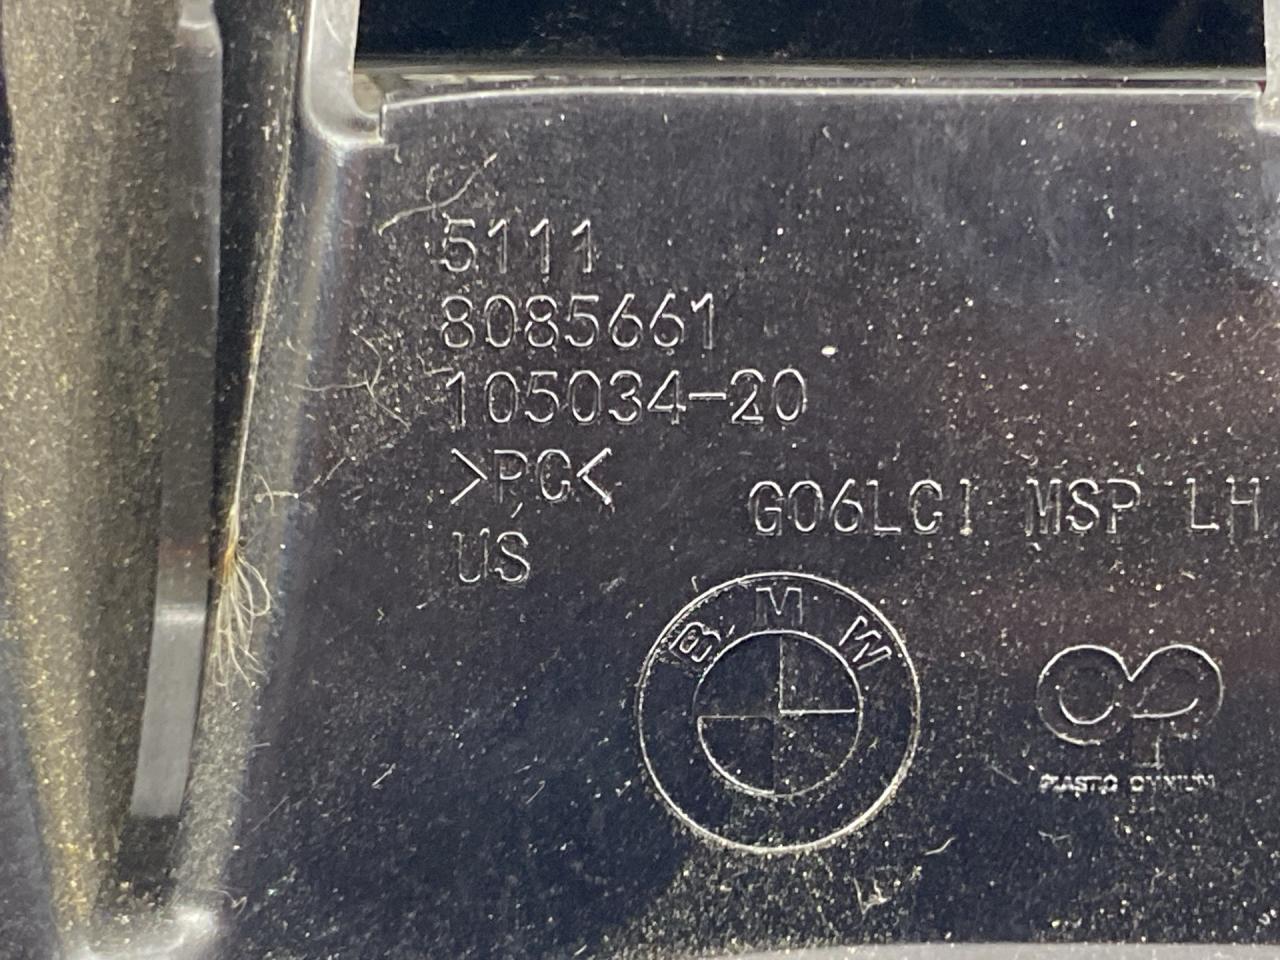 5111
8085661
105034-20
>PC<
US
G06LCI MSP LH
BMW
PLASTIC OMNIUM